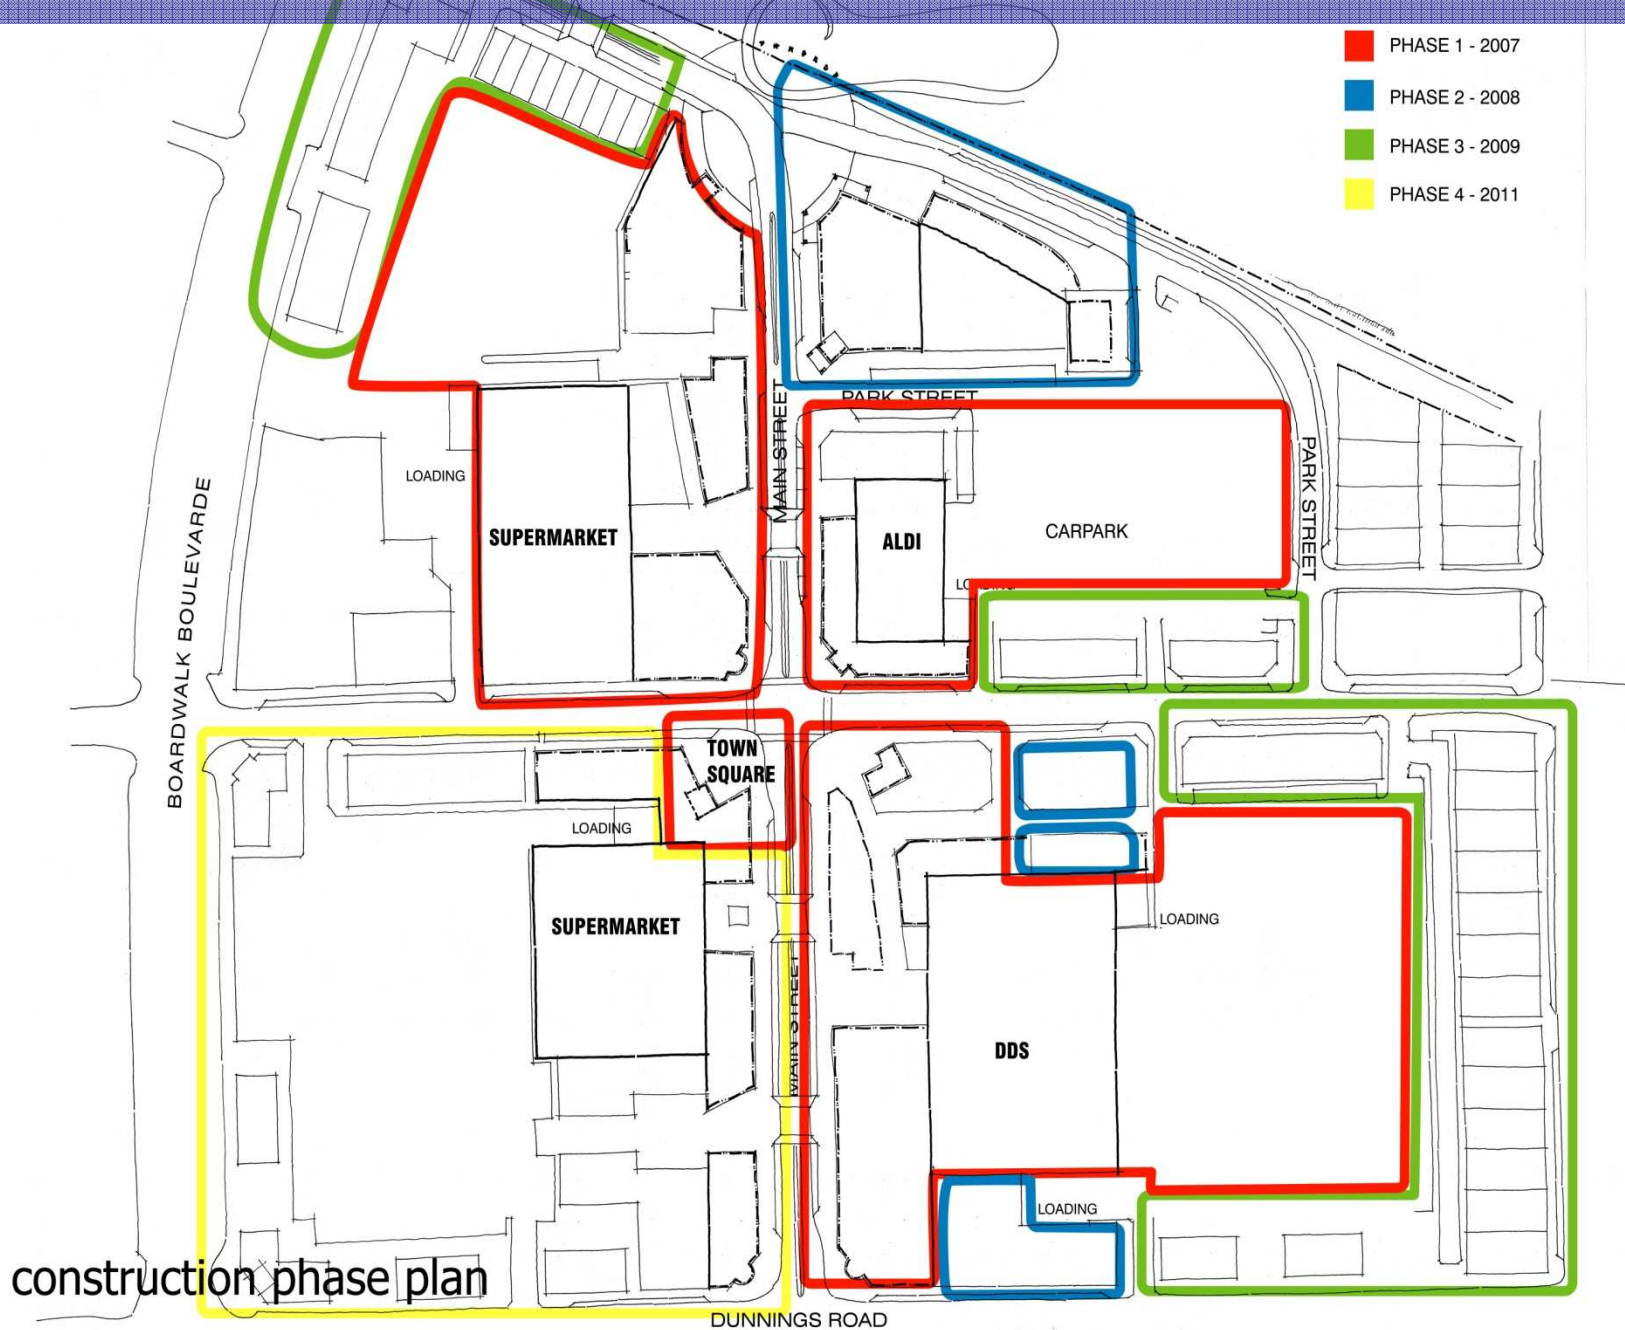 PHASE 1 - 2007
PHASE 2 - 2008
PHASE 3 - 2009
PHASE 4 - 2011
PARK STREET
MAIN STREET
LOADING
PARK STREET
BOARDWALK BOULEVARDE
SUPERMARKET
ALDI
CARPARK
LOADING
TOWN
SQUARE
LOADING
SUPERMARKET
LOADING
MAIN STREET
DDS
LOADING
construction phase plan
DUNNINGS ROAD